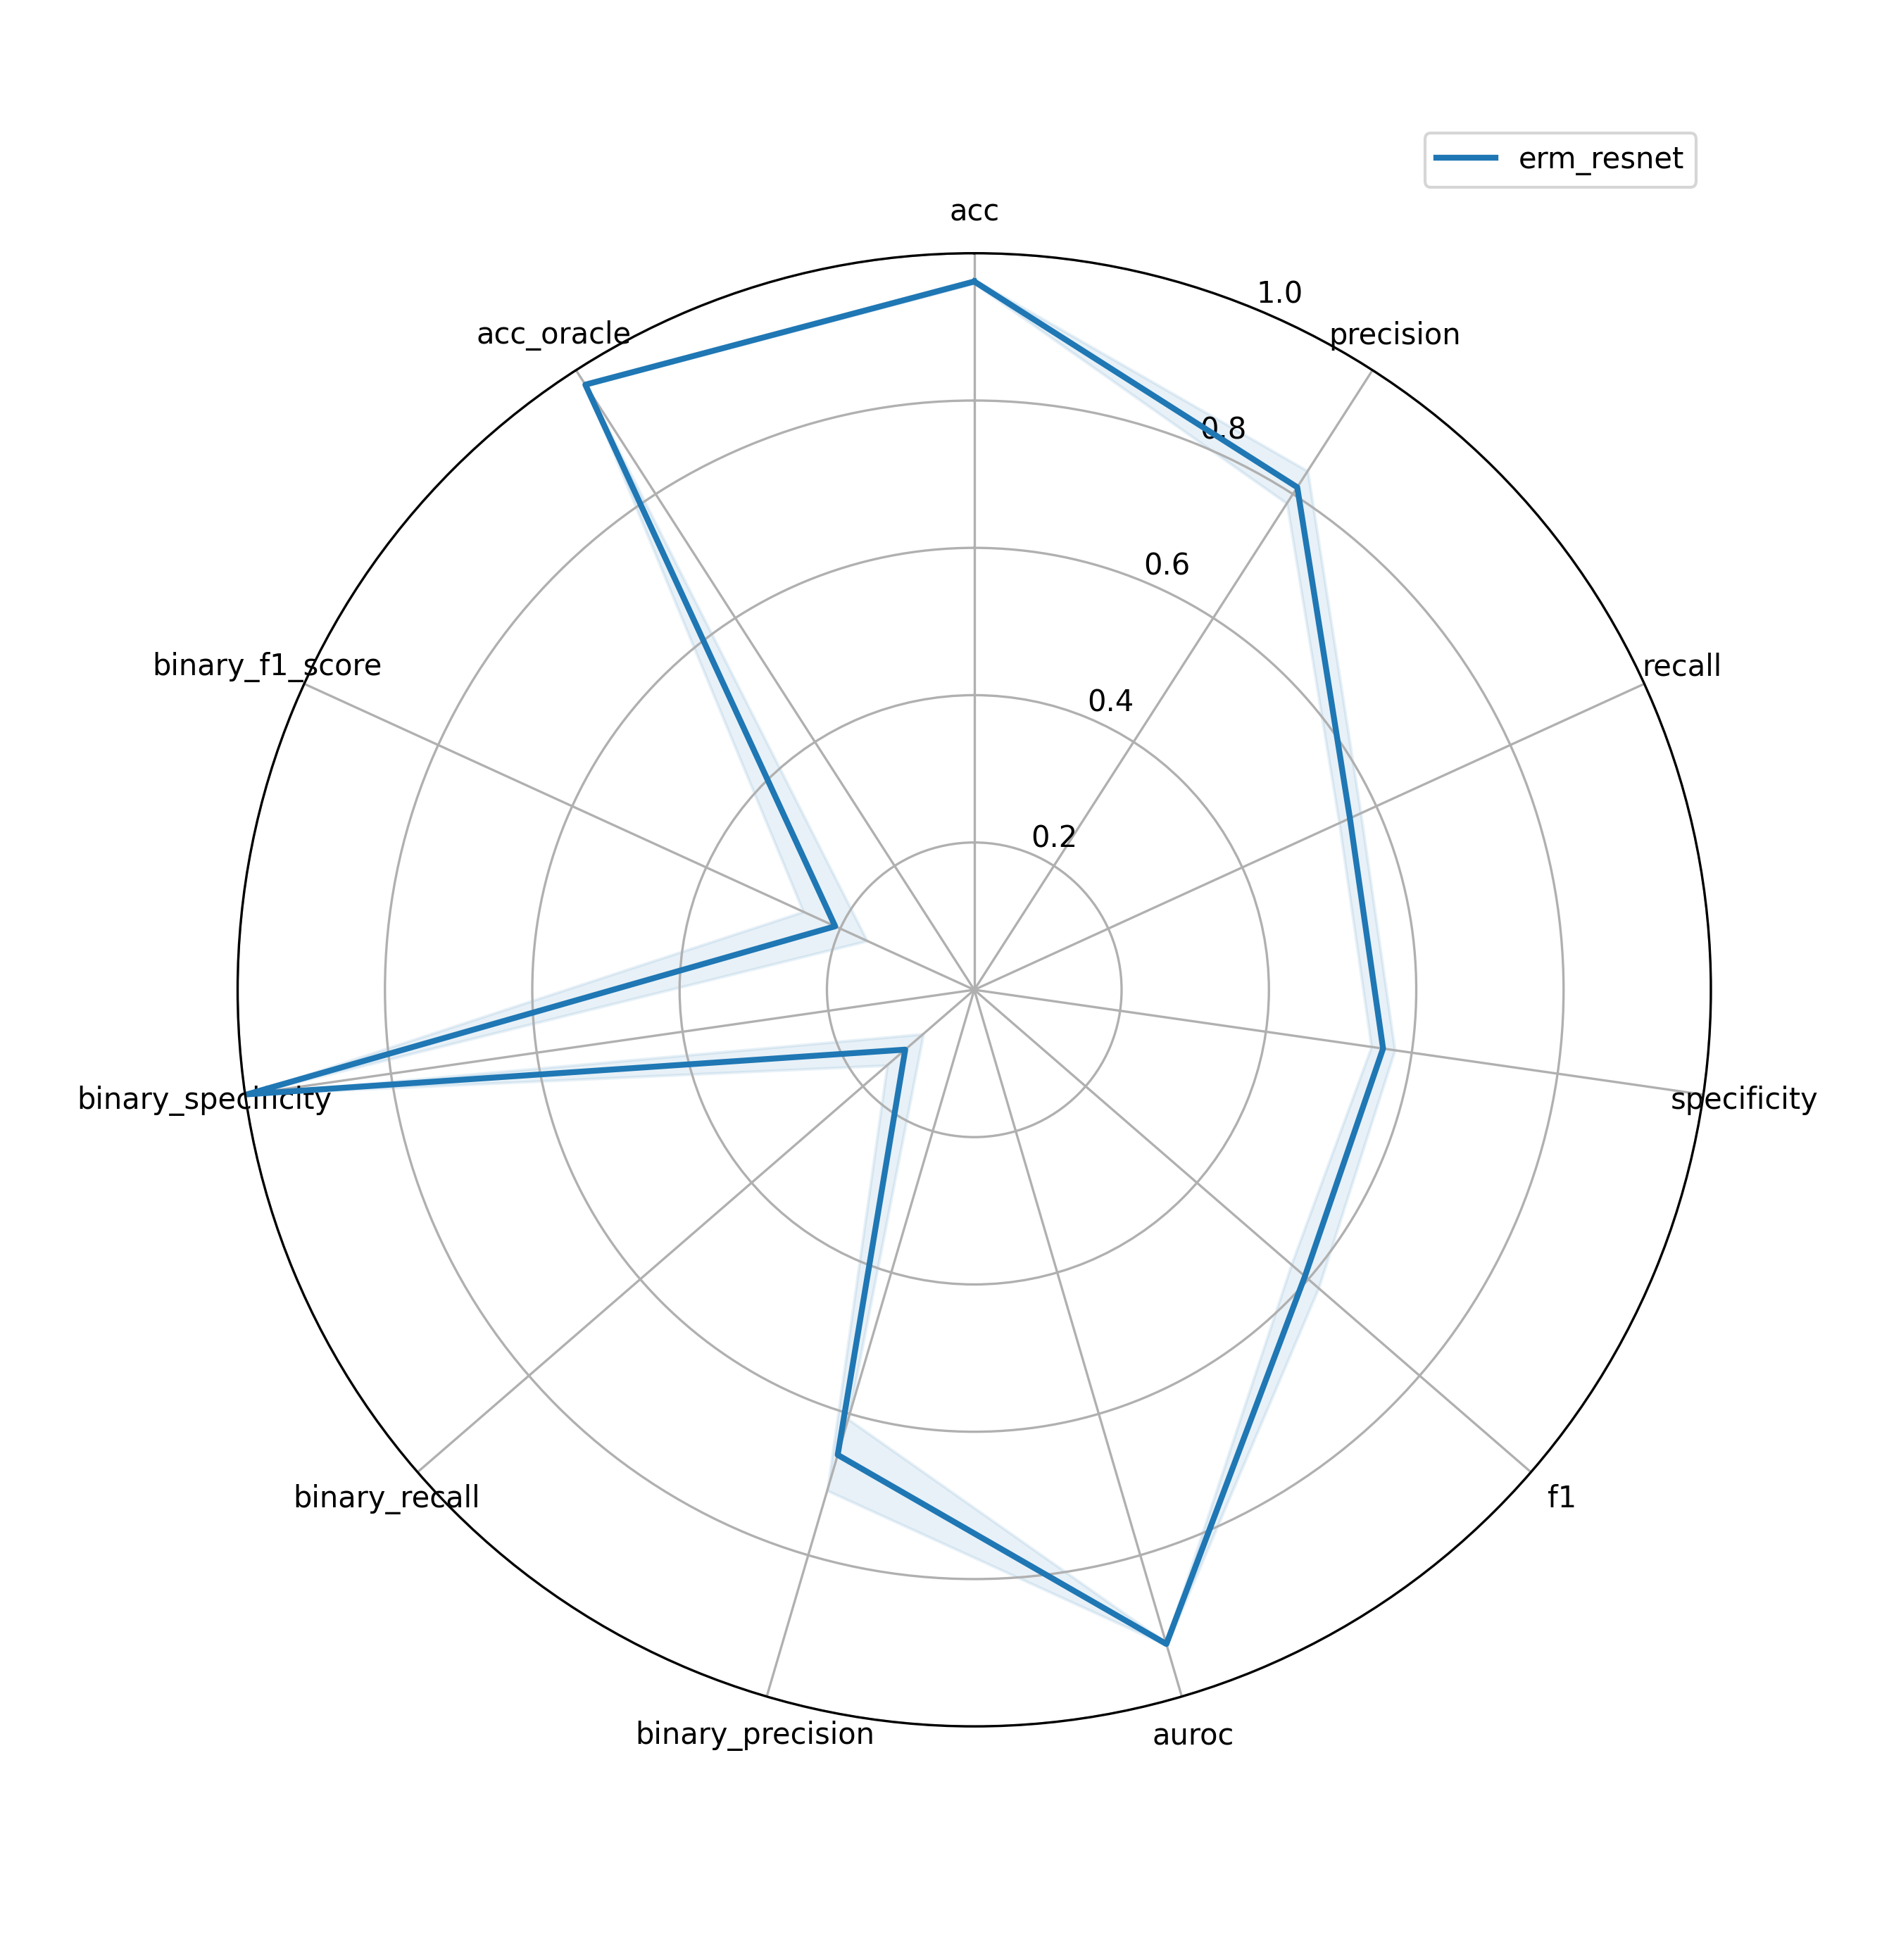 erm_resnet
acc
1.0
acc_oracle
precision
0.8
0.6
binary_f1_score
recall
0.4
0.2
binary_specificity
specificity
binary_recall
f1
binary_precision
auroc